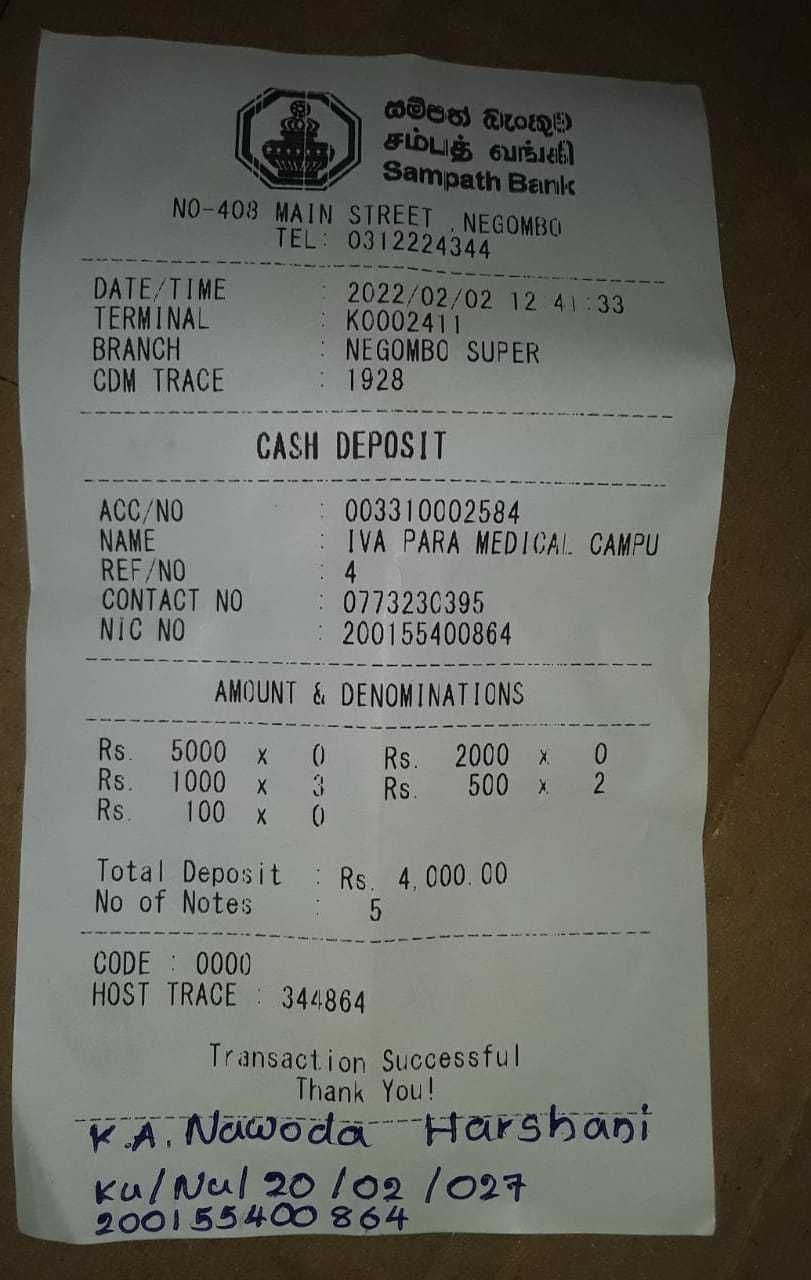 සම්පත් බැංකුව
சம்பத் வங்கி
Sampath Bank
NO-408 MAIN STREET , NEGOMBO
TEL: 0312224344
DATE/TIME : 2022/02/02 12:41:33
TERMINAL : K0002411
BRANCH : NEGOMBO SUPER
CDM TRACE : 1928
CASH DEPOSIT
ACC/NO : 003310002584
NAME : IVA PARA MEDICAL CAMPU
REF/NO : 4
CONTACT NO : 0773230395
NIC NO : 200155400864
AMOUNT & DENOMINATIONS
Rs. 5000 x 0 Rs. 2000 x 0
Rs. 1000 x 3 Rs. 500 x 2
Rs. 100 x 0
Total Deposit : Rs. 4,000.00
No of Notes : 5
CODE : 0000
HOST TRACE : 344864
Transaction Successful
Thank You!
K.A. Nawoda Harshani
Ku/Nu/20/02/027
200155400864